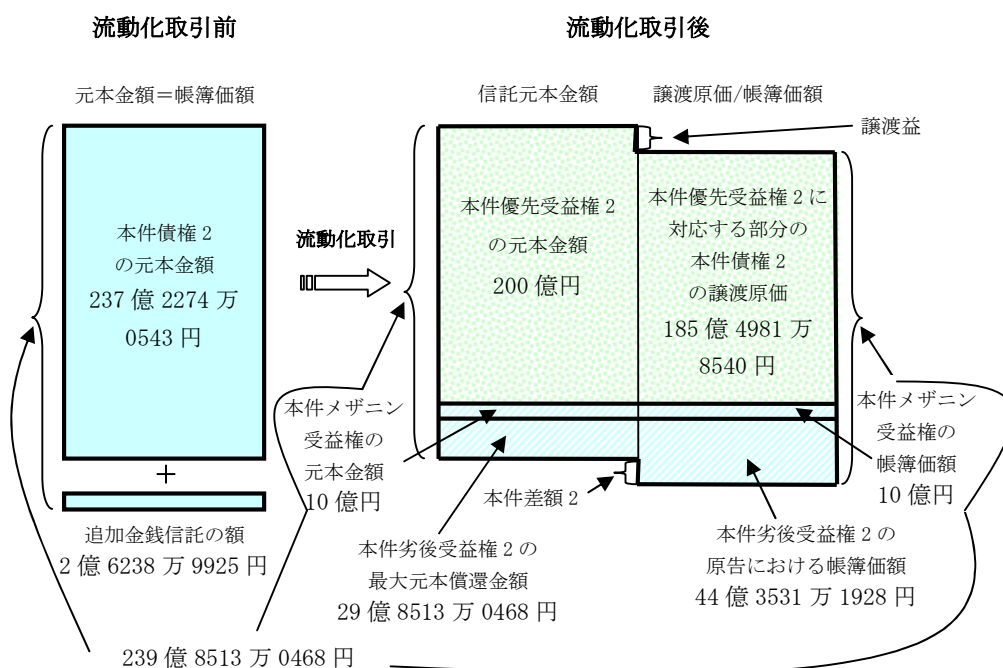 流動化取引前
元本金額＝帳簿価額
本件債権２
の元本金額
237 億 2274 万
0543 円
＋
追加金銭信託の額
2 億 6238 万 9925 円
239 億 8513 万 0468 円
流動化取引
流動化取引後
信託元本金額
譲渡原価/帳簿価額
譲渡益
本件優先受益権２
の元本金額
200 億円
本件優先受益権２に
対応する部分の
本件債権２
の譲渡原価
185 億 4981 万
8540 円
本件メザニン
受益権の
元本金額
10 億円
本件メザニン
受益権の
帳簿価額
10 億円
本件差額２
本件劣後受益権２の
最大元本償還金額
29 億 8513 万 0468 円
本件劣後受益権２の
原告における帳簿価額
44 億 3531 万 1928 円